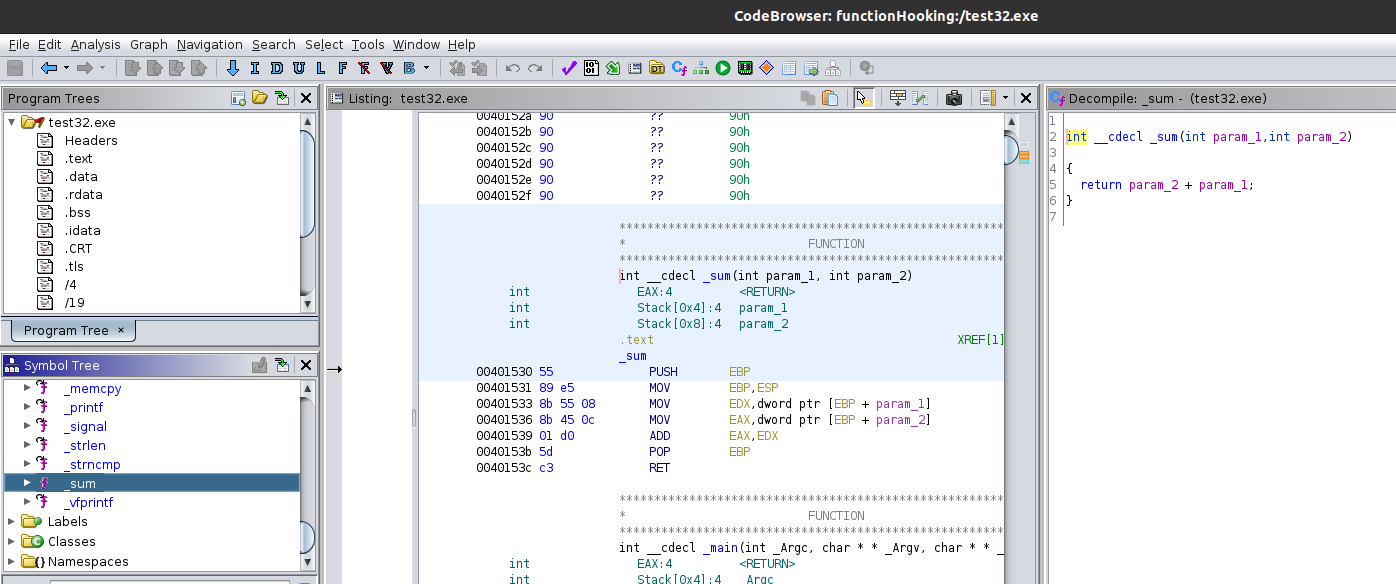 CodeBrowser: functionHooking:/test32.exe
File Edit Analysis Graph Navigation Search Select Tools Window Help
I D U L F B
Program Trees
test32.exe
Headers
.text
.data
.rdata
.bss
.idata
.CRT
.tls
/4
/19
Program Tree ×
Symbol Tree
_memcpy
_printf
_signal
_strlen
_strncmp
_sum
_vfprintf
Labels
Classes
Namespaces
Listing: test32.exe
0040152a 90 ?? 90h
0040152b 90 ?? 90h
0040152c 90 ?? 90h
0040152d 90 ?? 90h
0040152e 90 ?? 90h
0040152f 90 ?? 90h
*******************************************************
* FUNCTION
*******************************************************
int __cdecl _sum(int param_1, int param_2)
int EAX:4 <RETURN>
int Stack[0x4]:4 param_1
int Stack[0x8]:4 param_2
.text XREF[1]
_sum
00401530 55 PUSH EBP
00401531 89 e5 MOV EBP,ESP
00401533 8b 55 08 MOV EDX,dword ptr [EBP + param_1]
00401536 8b 45 0c MOV EAX,dword ptr [EBP + param_2]
00401539 01 d0 ADD EAX,EDX
0040153b 5d POP EBP
0040153c c3 RET
*******************************************************
* FUNCTION
*******************************************************
int __cdecl _main(int _Argc, char * * _Argv, char * * _
int EAX:4 <RETURN>
int Stack[0x4]:4 _Argc
Decompile: _sum - (test32.exe)
1
2 int __cdecl _sum(int param_1,int param_2)
3
4 {
5 return param_2 + param_1;
6 }
7